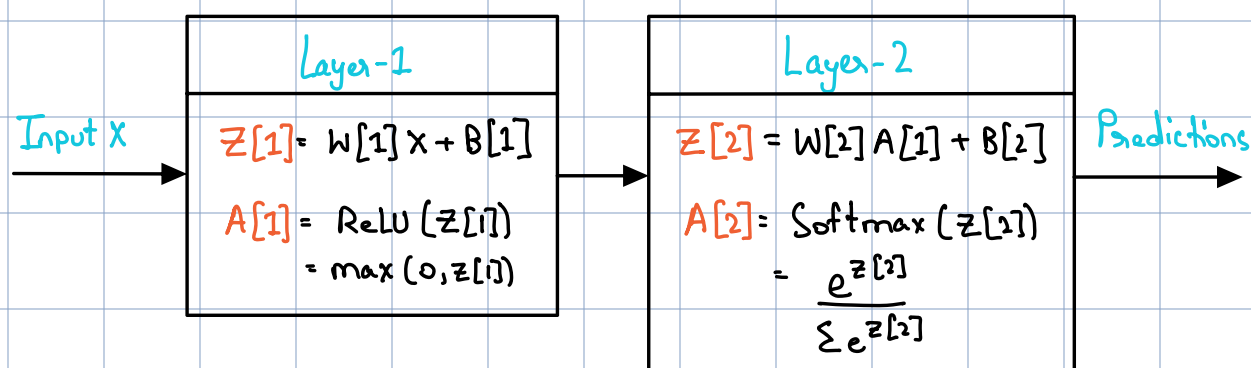 Input X
Layer-1
Z[1] = W[1] X + B[1]
A[1] = ReLU (Z[1])
= max (0, Z[1])
Layer-2
Z[2] = W[2] A[1] + B[2]
A[2] = Softmax (Z[2])
= e^Z[2]
Σ e^Z[2]
Predictions